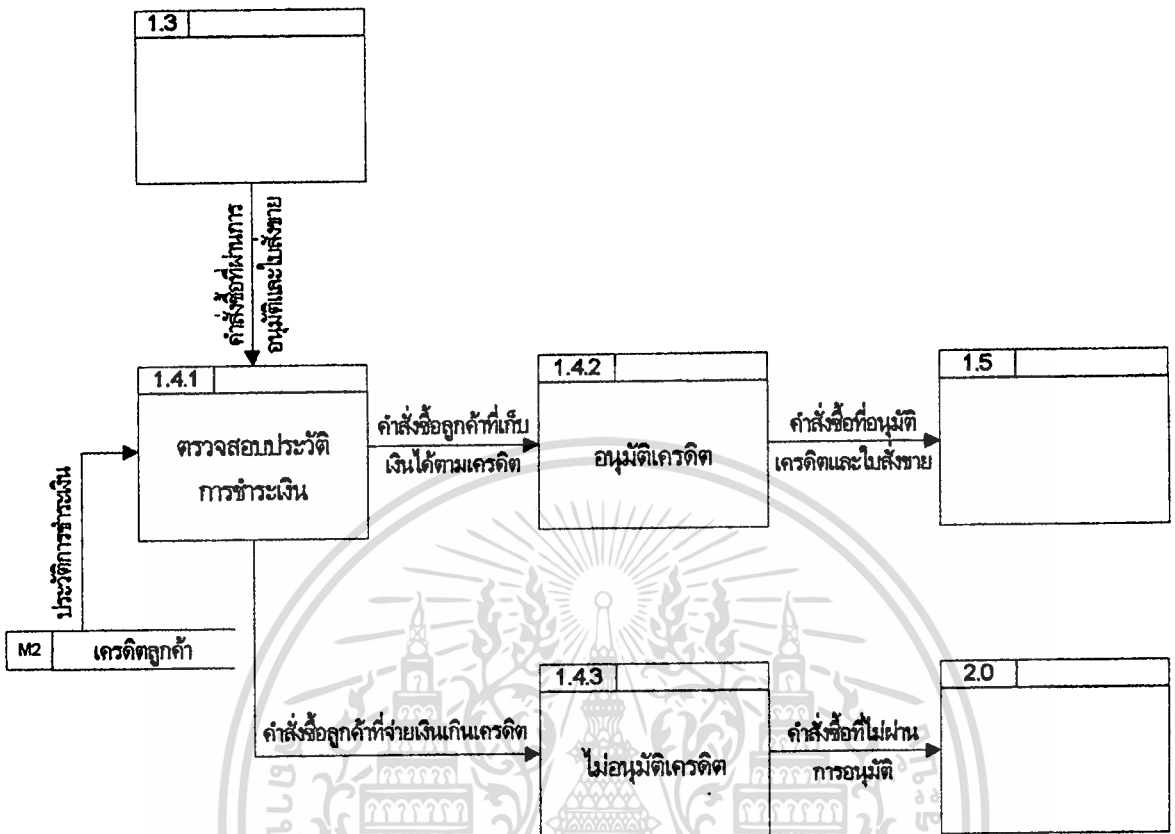 1.3
คำสั่งซื้อที่ผ่านการ
อนุมัติและใบสั่งขาย
1.4.1
ตรวจสอบประวัติ
การชำระเงิน
คำสั่งซื้อลูกค้าที่เก็บ
เงินได้ตามเครดิต
1.4.2
อนุมัติเครดิต
คำสั่งซื้อที่อนุมัติ
เครดิตและใบสั่งขาย
1.5
ประวัติการชำระเงิน
M2 เครดิตลูกค้า
คำสั่งซื้อลูกค้าที่จ่ายเงินเกินเครดิต
1.4.3
ไม่อนุมัติเครดิต
คำสั่งซื้อที่ไม่ผ่าน
การอนุมัติ
2.0